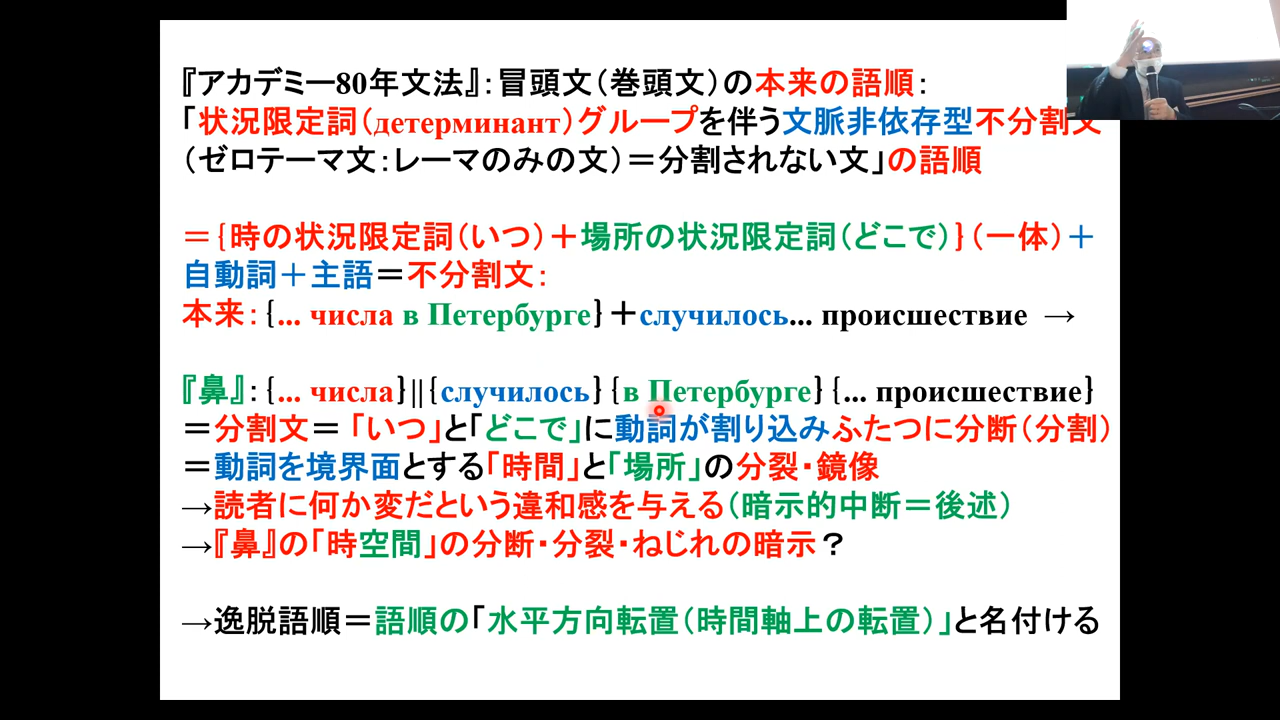 『アカデミー80年文法』：冒頭文（巻頭文）の本来の語順：
「状況限定詞（детерминант）グループを伴う文脈非依存型不分割文
（ゼロテーマ文：レーマのみの文）＝分割されない文」の語順
＝{時の状況限定詞（いつ）＋場所の状況限定詞（どこで）}（一体）＋
自動詞＋主語＝不分割文：
本来：{... числа в Петербурге}＋случилось... происшествие →
『鼻』：{... числа}||{случилось} {в Петербурге} {... происшествие}
＝分割文＝「いつ」と「どこで」に動詞が割り込みふたつに分断（分割）
＝動詞を境界面とする「時間」と「場所」の分裂・鏡像
→読者に何か変だという違和感を与える（暗示的中断＝後述）
→『鼻』の「時空間」の分断・分裂・ねじれの暗示？
→逸脱語順＝語順の「水平方向転置（時間軸上の転置）」と名付ける